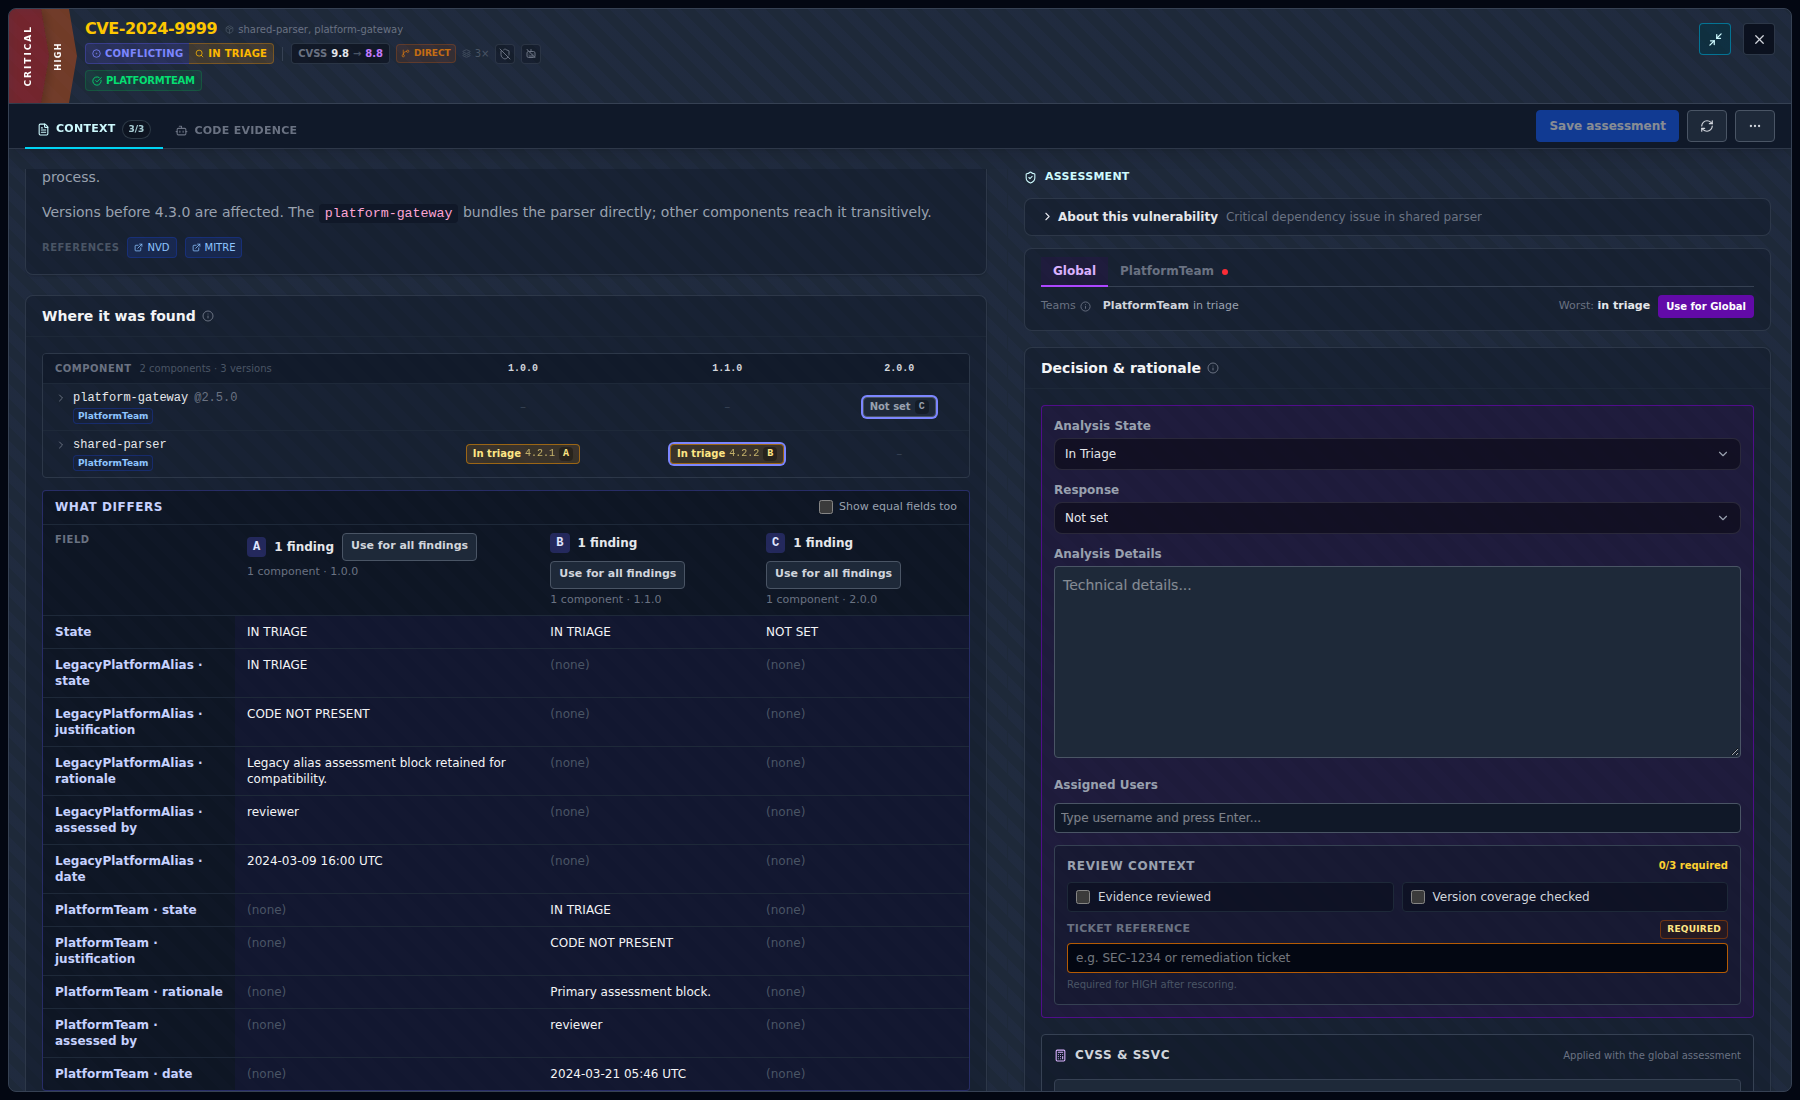 CRITICAL
HIGH
CVE-2024-9999 shared-parser, platform-gateway
CONFLICTING IN TRIAGE CVSS 9.8 → 8.8 DIRECT 3×
PLATFORMTEAM
CONTEXT 3/3 CODE EVIDENCE
Save assessment
process.
Versions before 4.3.0 are affected. The platform-gateway bundles the parser directly; other components reach it transitively.
REFERENCES NVD MITRE
Where it was found
COMPONENT 2 components · 3 versions 1.0.0 1.1.0 2.0.0
platform-gateway @2.5.0 – – Not set C
PlatformTeam
shared-parser In triage 4.2.1 A In triage 4.2.2 B –
PlatformTeam
WHAT DIFFERS Show equal fields too
FIELD A 1 finding Use for all findings B 1 finding C 1 finding
Use for all findings Use for all findings
1 component · 1.0.0 1 component · 1.1.0 1 component · 2.0.0
State IN TRIAGE IN TRIAGE NOT SET
LegacyPlatformAlias · IN TRIAGE (none) (none)
state
LegacyPlatformAlias · CODE NOT PRESENT (none) (none)
justification
LegacyPlatformAlias · Legacy alias assessment block retained for (none) (none)
rationale compatibility.
LegacyPlatformAlias · reviewer (none) (none)
assessed by
LegacyPlatformAlias · 2024-03-09 16:00 UTC (none) (none)
date
PlatformTeam · state (none) IN TRIAGE (none)
PlatformTeam · (none) CODE NOT PRESENT (none)
justification
PlatformTeam · rationale (none) Primary assessment block. (none)
PlatformTeam · (none) reviewer (none)
assessed by
PlatformTeam · date (none) 2024-03-21 05:46 UTC (none)
ASSESSMENT
About this vulnerability Critical dependency issue in shared parser
Global PlatformTeam
Teams PlatformTeam in triage Worst: in triage Use for Global
Decision & rationale
Analysis State
In Triage
Response
Not set
Analysis Details
Technical details...
Assigned Users
Type username and press Enter...
REVIEW CONTEXT 0/3 required
Evidence reviewed Version coverage checked
TICKET REFERENCE REQUIRED
e.g. SEC-1234 or remediation ticket
Required for HIGH after rescoring.
CVSS & SSVC Applied with the global assessment